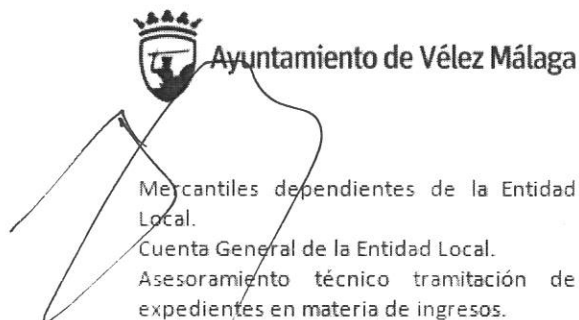 Ayuntamiento de Vélez Málaga
Mercantiles dependientes de la Entidad
Local.
Cuenta General de la Entidad Local.
Asesoramiento técnico tramitación de
expedientes en materia de ingresos.